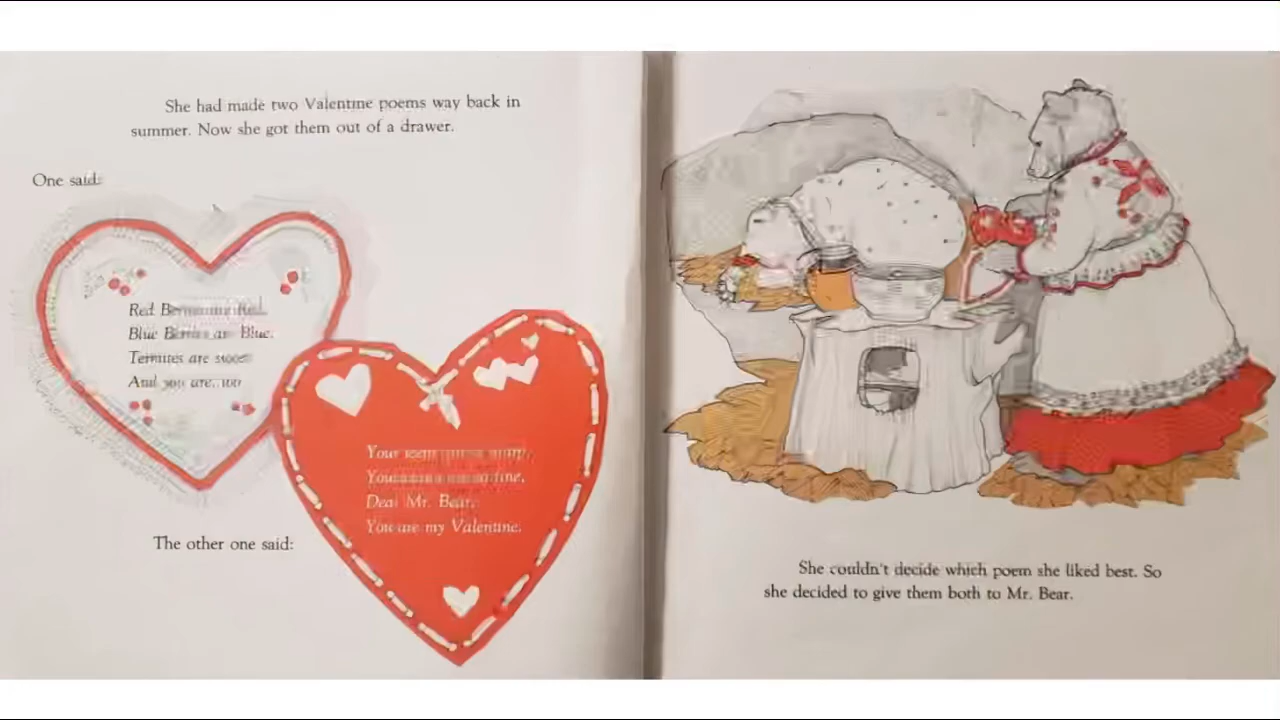 She had made two Valentine poems way back in
summer. Now she got them out of a drawer.
One said:
Red
Blue are Blue.
Termites are
And you are, too
The other one said:
Your
You
Dear Mr. Bear,
You are my Valentine.
She couldn't decide which poem she liked best. So
she decided to give them both to Mr. Bear.